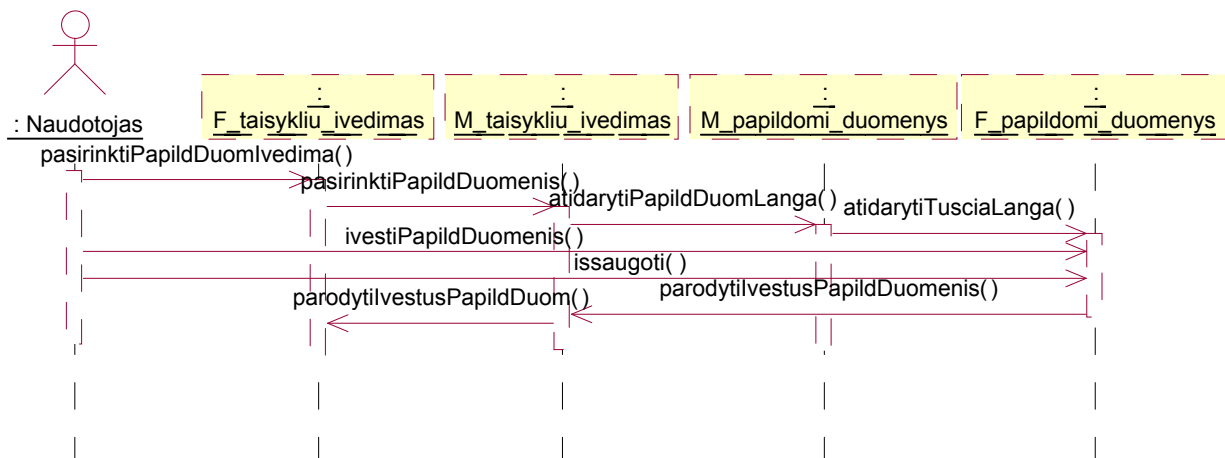 : Naudotojas
:
F_taisykliu_ivedimas
:
M_taisykliu_ivedimas
:
M_papildomi_duomenys
:
F_papildomi_duomenys
pasirinktiPapildDuomIvedima( )
pasirinktiPapildDuomenis( )
atidarytiPapildDuomLanga( )
atidarytiTusciaLanga( )
ivestiPapildDuomenis( )
issaugoti( )
parodytiIvestusPapildDuomenis( )
parodytiIvestusPapildDuom( )